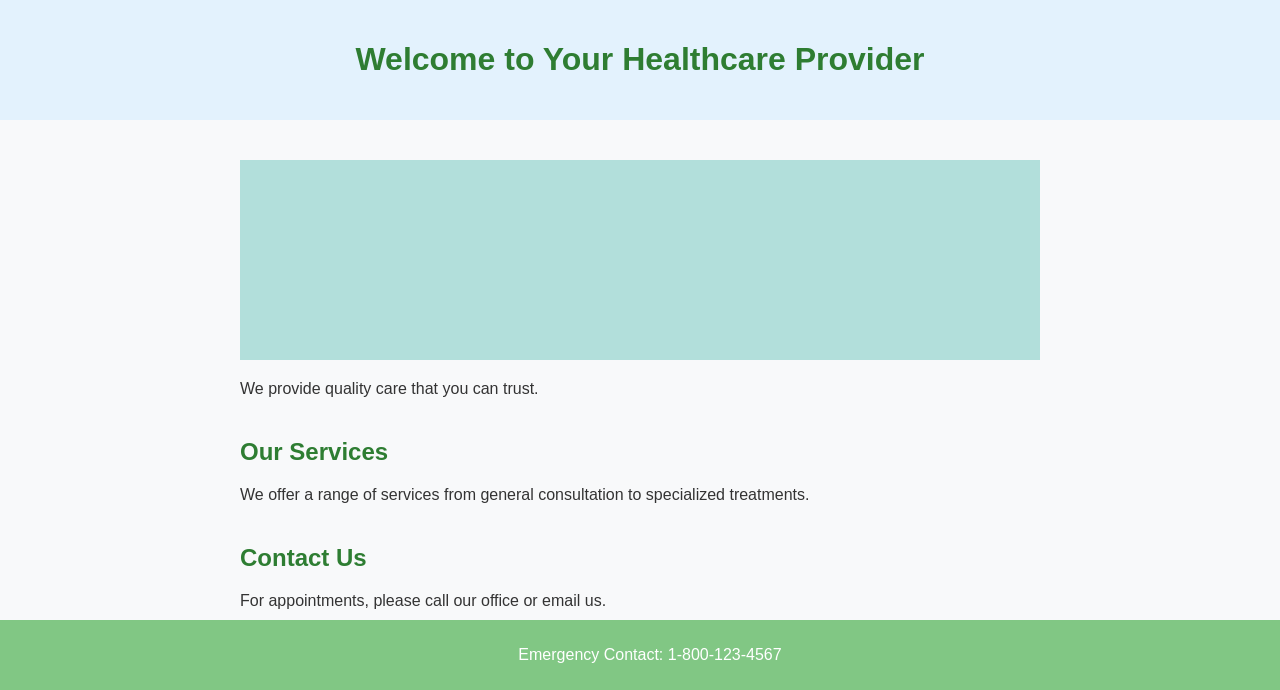 Welcome to Your Healthcare Provider
We provide quality care that you can trust.
Our Services
We offer a range of services from general consultation to specialized treatments.
Contact Us
For appointments, please call our office or email us.
Emergency Contact: 1-800-123-4567